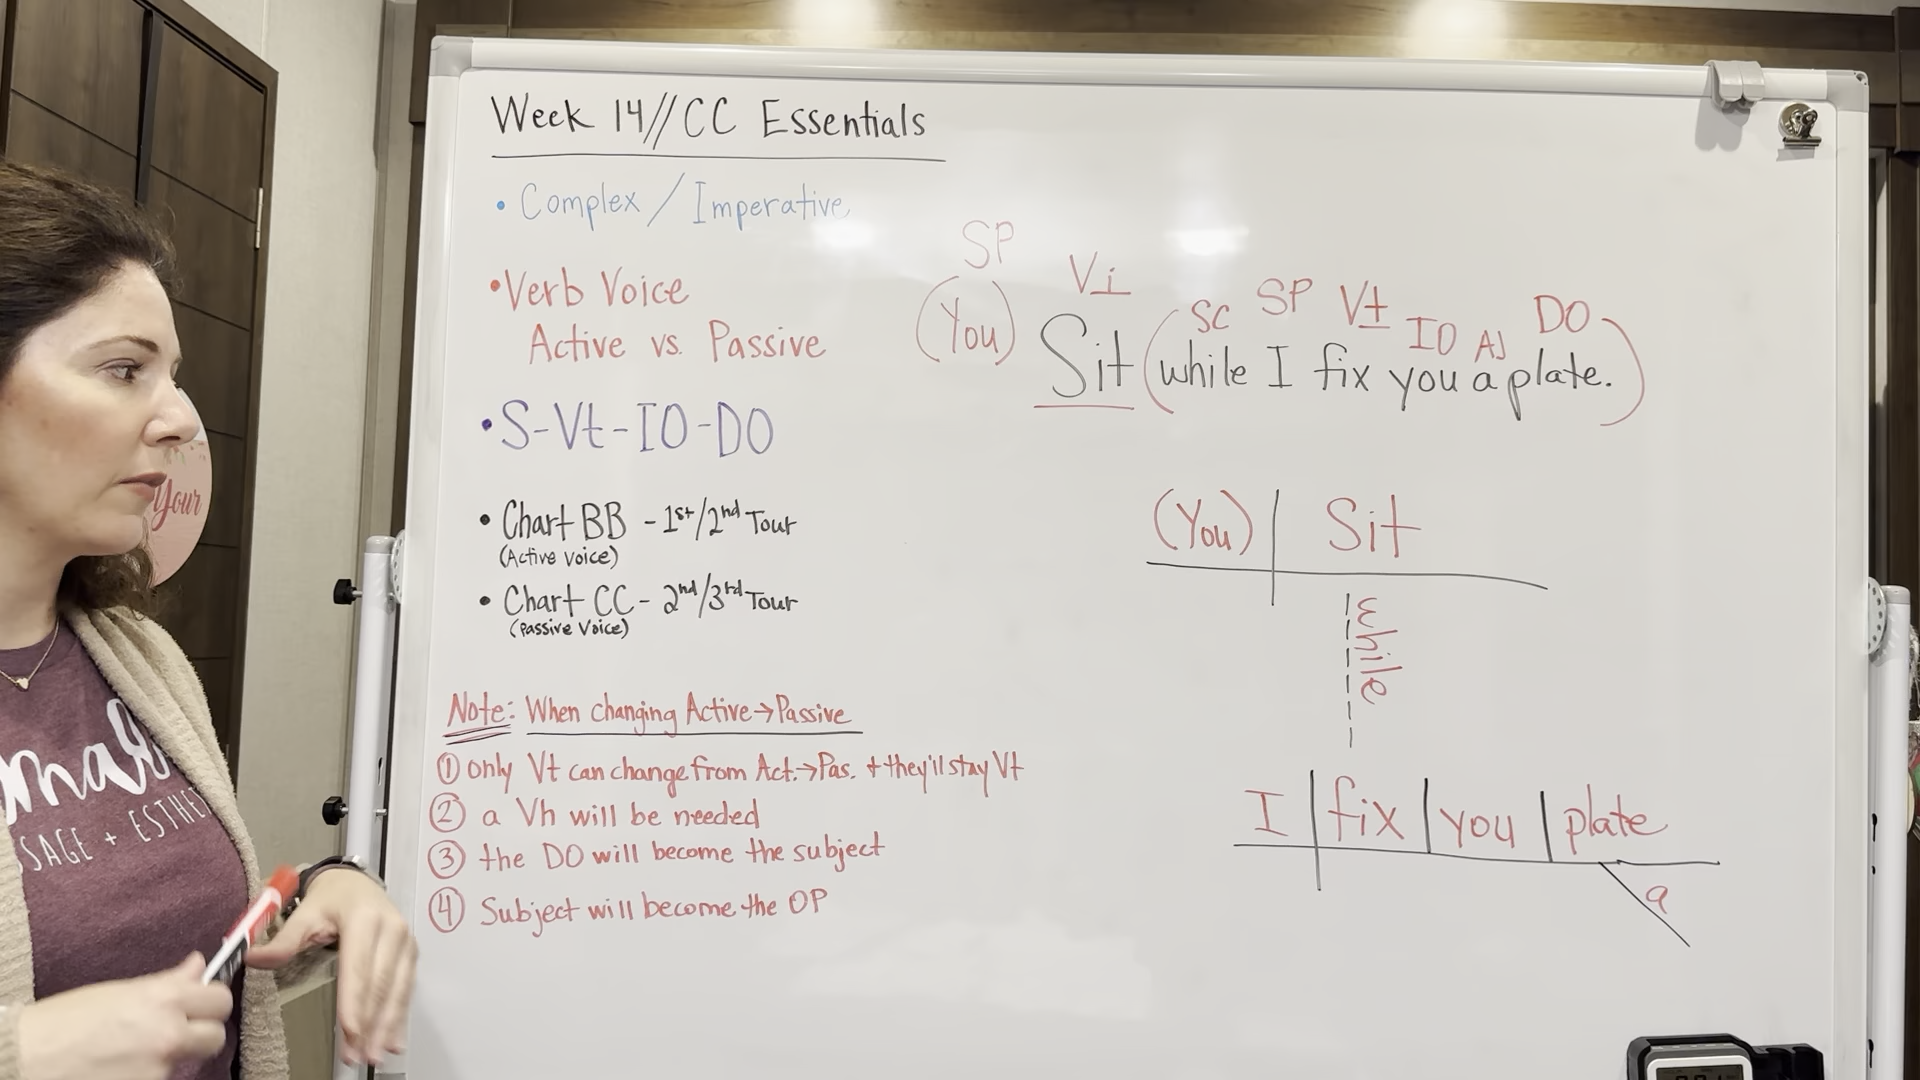 Week 14//CC Essentials
• Complex / Imperative
• Verb Voice
Active vs. Passive
• S-Vt-IO-DO
• Chart BB - 1st/2nd Tour
(Active Voice)
• Chart CC - 2nd/3rd Tour
(Passive Voice)
Note: When changing Active→Passive
① Only Vt can change from Act.→Pas. + they'll stay Vt
② a Vh will be needed
③ the DO will become the subject
④ Subject will become the OP
SP Vi SC SP Vt IO AJ DO
(You) Sit (while I fix you a plate.)
(You) Sit
while
I fix you plate
a
Your
SAGE + ESTHE